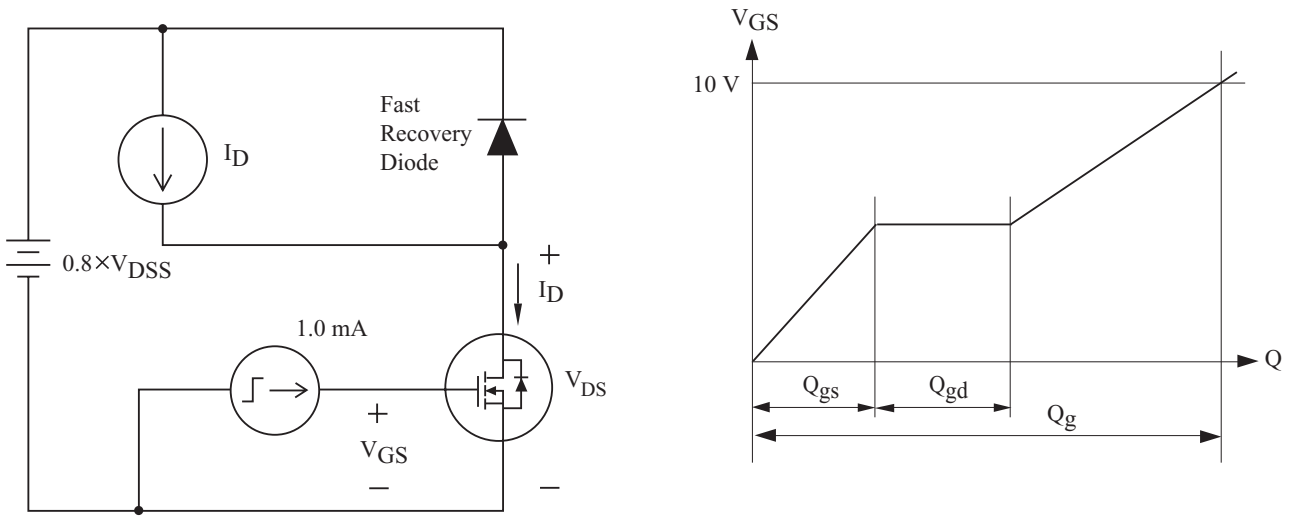 I_D
Fast
Recovery
Diode
0.8×V_DSS
+
I_D
1.0 mA
V_DS
+
V_GS
−
−
V_GS
10 V
Q
Q_gs
Q_gd
Q_g